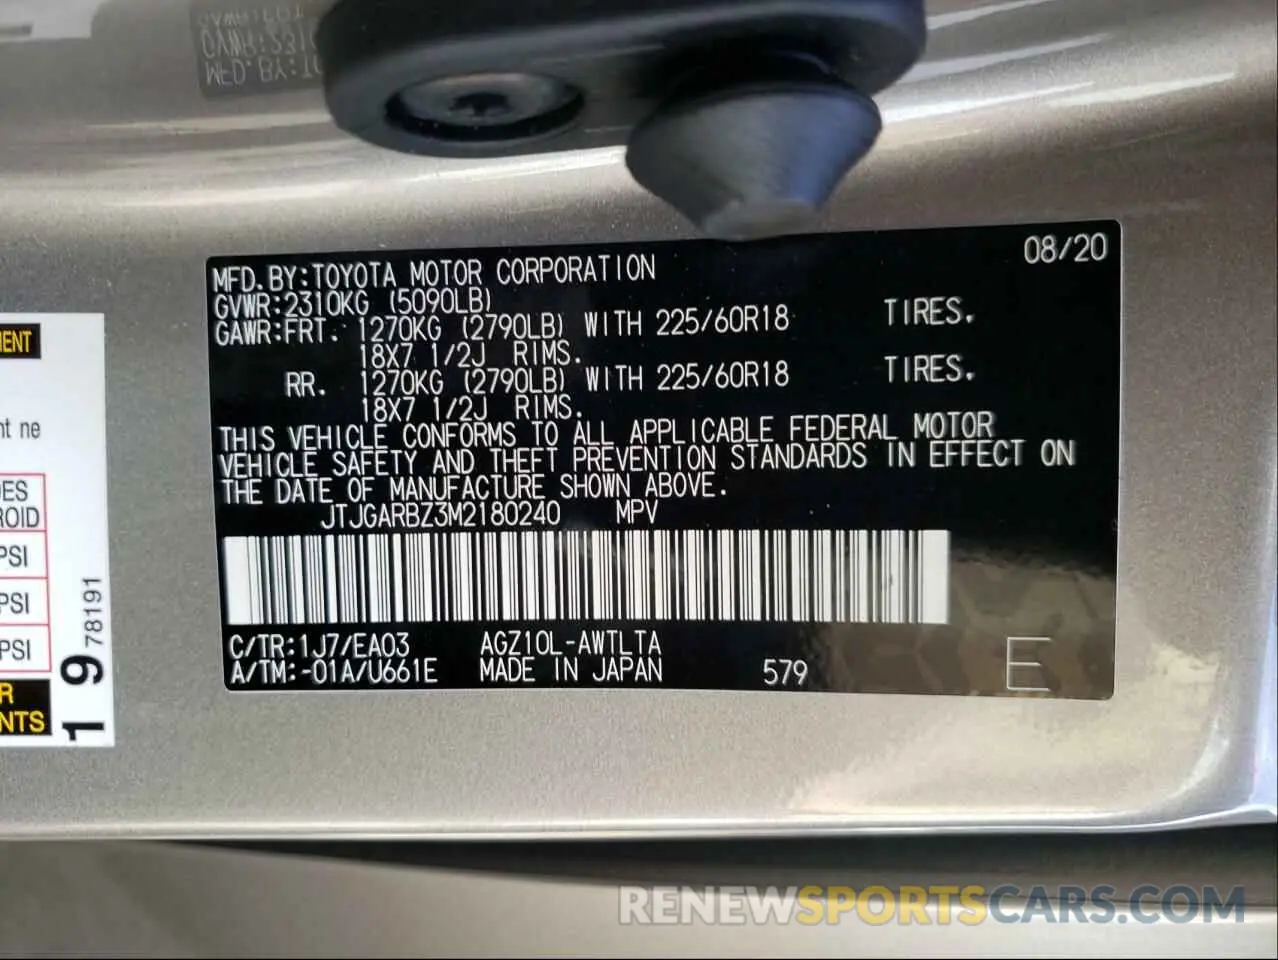 08/20
MFD.BY:TOYOTA MOTOR CORPORATION
GVWR:2310KG (5090LB)
GAWR:FRT. 1270KG (2790LB) WITH 225/60R18 TIRES.
18X7 1/2J RIMS.
RR. 1270KG (2790LB) WITH 225/60R18 TIRES.
18X7 1/2J RIMS.
THIS VEHICLE CONFORMS TO ALL APPLICABLE FEDERAL MOTOR
VEHICLE SAFETY AND THEFT PREVENTION STANDARDS IN EFFECT ON
THE DATE OF MANUFACTURE SHOWN ABOVE.
JTJGARBZ3M2180240 MPV
C/TR:1J7/EA03 AGZ10L-AWTLTA
A/TM:-01A/U661E MADE IN JAPAN 579 E
ne
PSI
PSI
PSI
19 78191
RENEWSPORTSCARS.COM